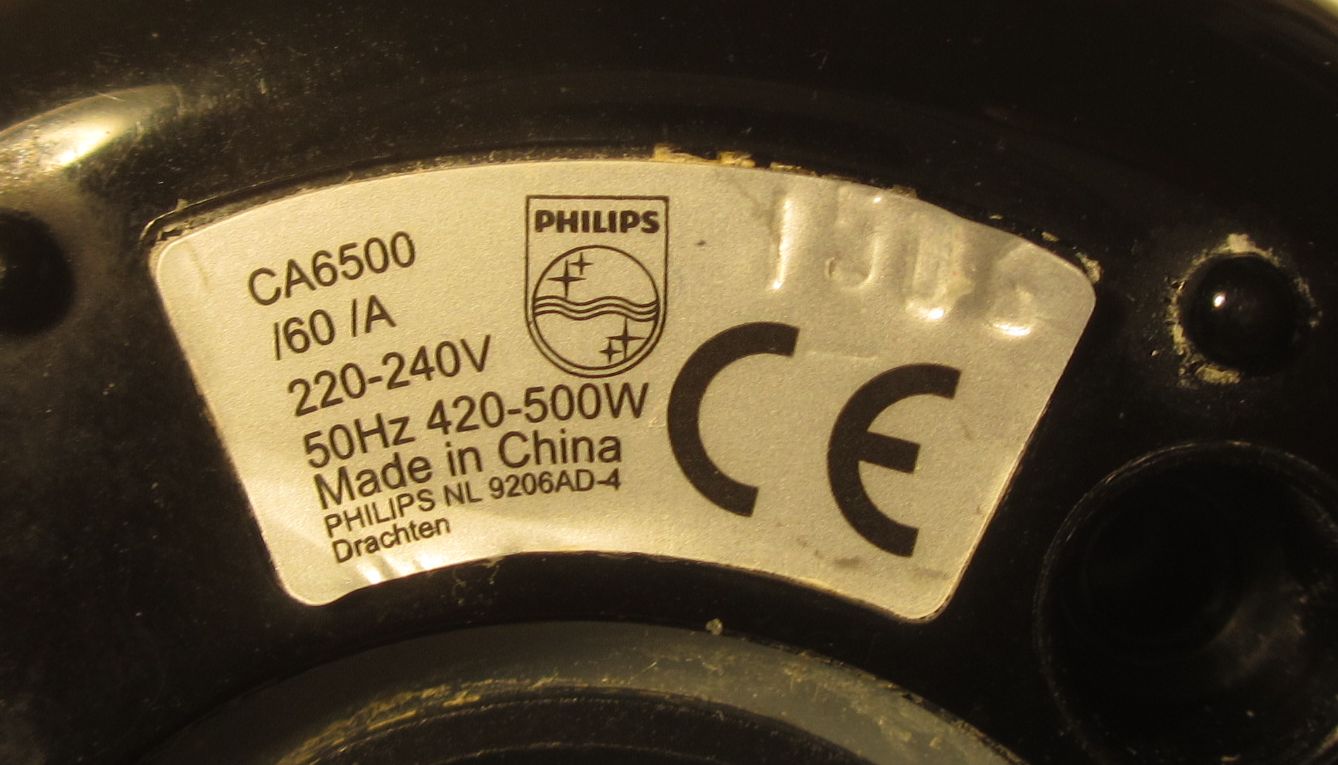 CA6500
/60 /A
220-240V
50Hz 420-500W
Made in China
PHILIPS NL 9206AD-4
Drachten
PHILIPS
CE